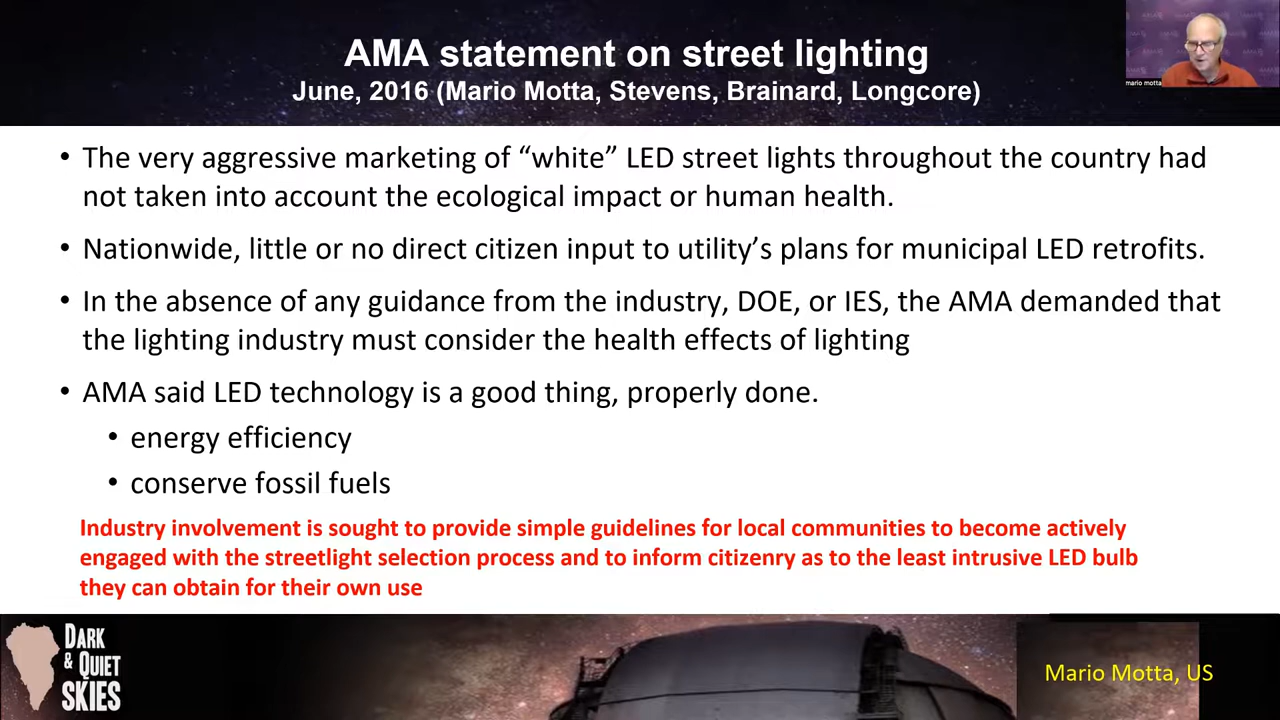 AMA statement on street lighting
June, 2016 (Mario Motta, Stevens, Brainard, Longcore)
mario motta
• The very aggressive marketing of “white” LED street lights throughout the country had
not taken into account the ecological impact or human health.
• Nationwide, little or no direct citizen input to utility’s plans for municipal LED retrofits.
• In the absence of any guidance from the industry, DOE, or IES, the AMA demanded that
the lighting industry must consider the health effects of lighting
• AMA said LED technology is a good thing, properly done.
• energy efficiency
• conserve fossil fuels
Industry involvement is sought to provide simple guidelines for local communities to become actively
engaged with the streetlight selection process and to inform citizenry as to the least intrusive LED bulb
they can obtain for their own use
DARK
& QUIET
SKIES
Mario Motta, US